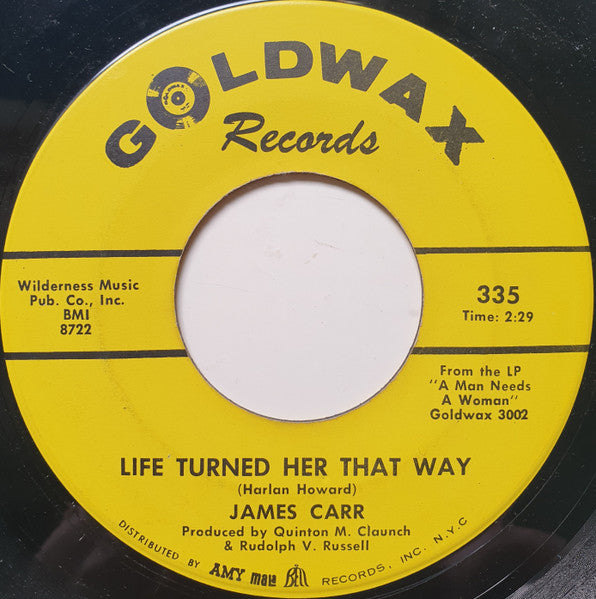 GOLDWAX
Records
Wilderness Music
Pub. Co., Inc.
BMI
8722
335
Time: 2:29
From the LP
"A Man Needs
A Woman"
Goldwax 3002
LIFE TURNED HER THAT WAY
(Harlan Howard)
JAMES CARR
Produced by Quinton M. Claunch
& Rudolph V. Russell
DISTRIBUTED BY AMY mala Bell RECORDS, INC. N.Y.C